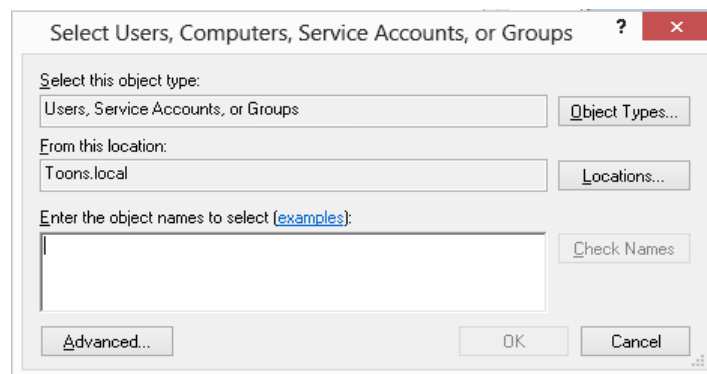 Select Users, Computers, Service Accounts, or Groups ? ×
Select this object type:
Users, Service Accounts, or Groups Object Types...
From this location:
Toons.local Locations...
Enter the object names to select (examples):
Check Names
Advanced... OK Cancel